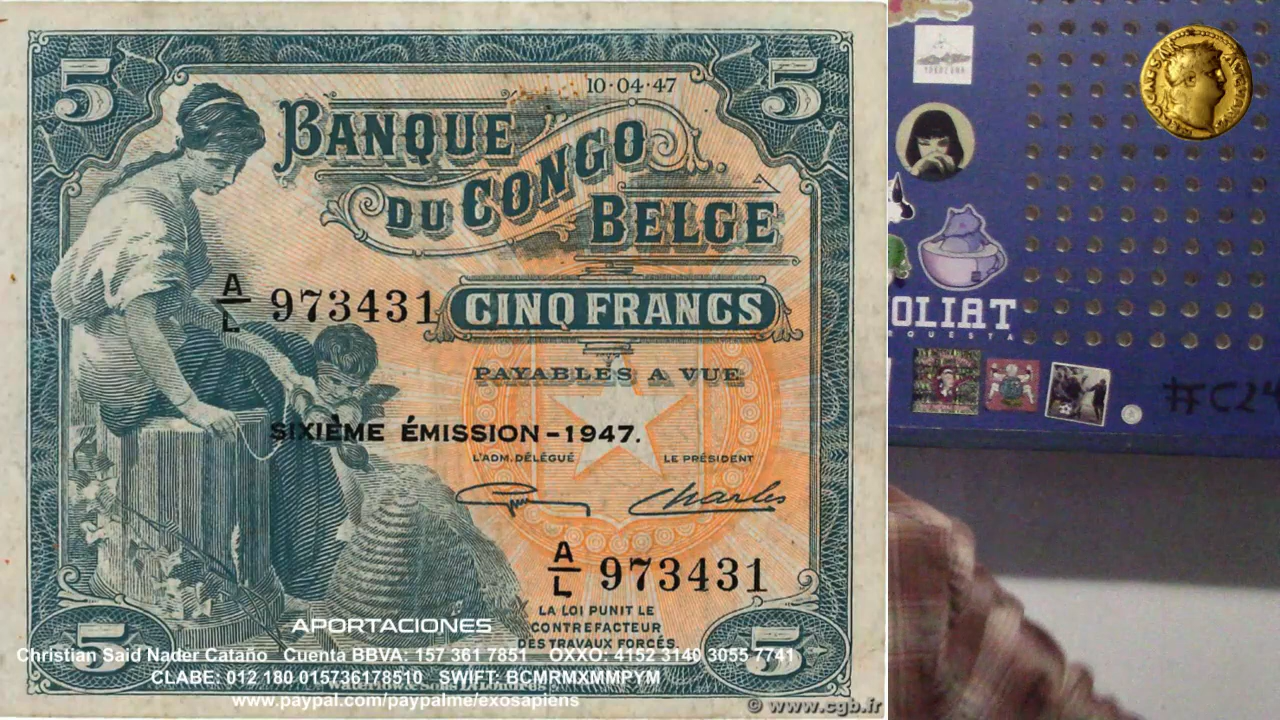 5
10·04·47
5
BANQUE
DU CONGO
BELGE
A/L 973431
CINQ FRANCS
PAYABLES A VUE
SIXIÈME ÉMISSION-1947.
L'ADM.DÉLÉGUÉ LE PRÉSIDENT
Charles
A/L 973431
LA LOI PUNIT LE
CONTREFACTEUR
DES TRAVAUX FORCÉS
5
5
APORTACIONES
Christian Said Nader Cataño Cuenta BBVA: 157 361 7851 OXXO: 4152 3140 3055 7741
CLABE: 012 180 015736178510 SWIFT: BCMRMXMMPYM
www.paypal.com/paypalme/exosapiens
© www.cgb.fr
OLIAT
RQUESTA
#FC24